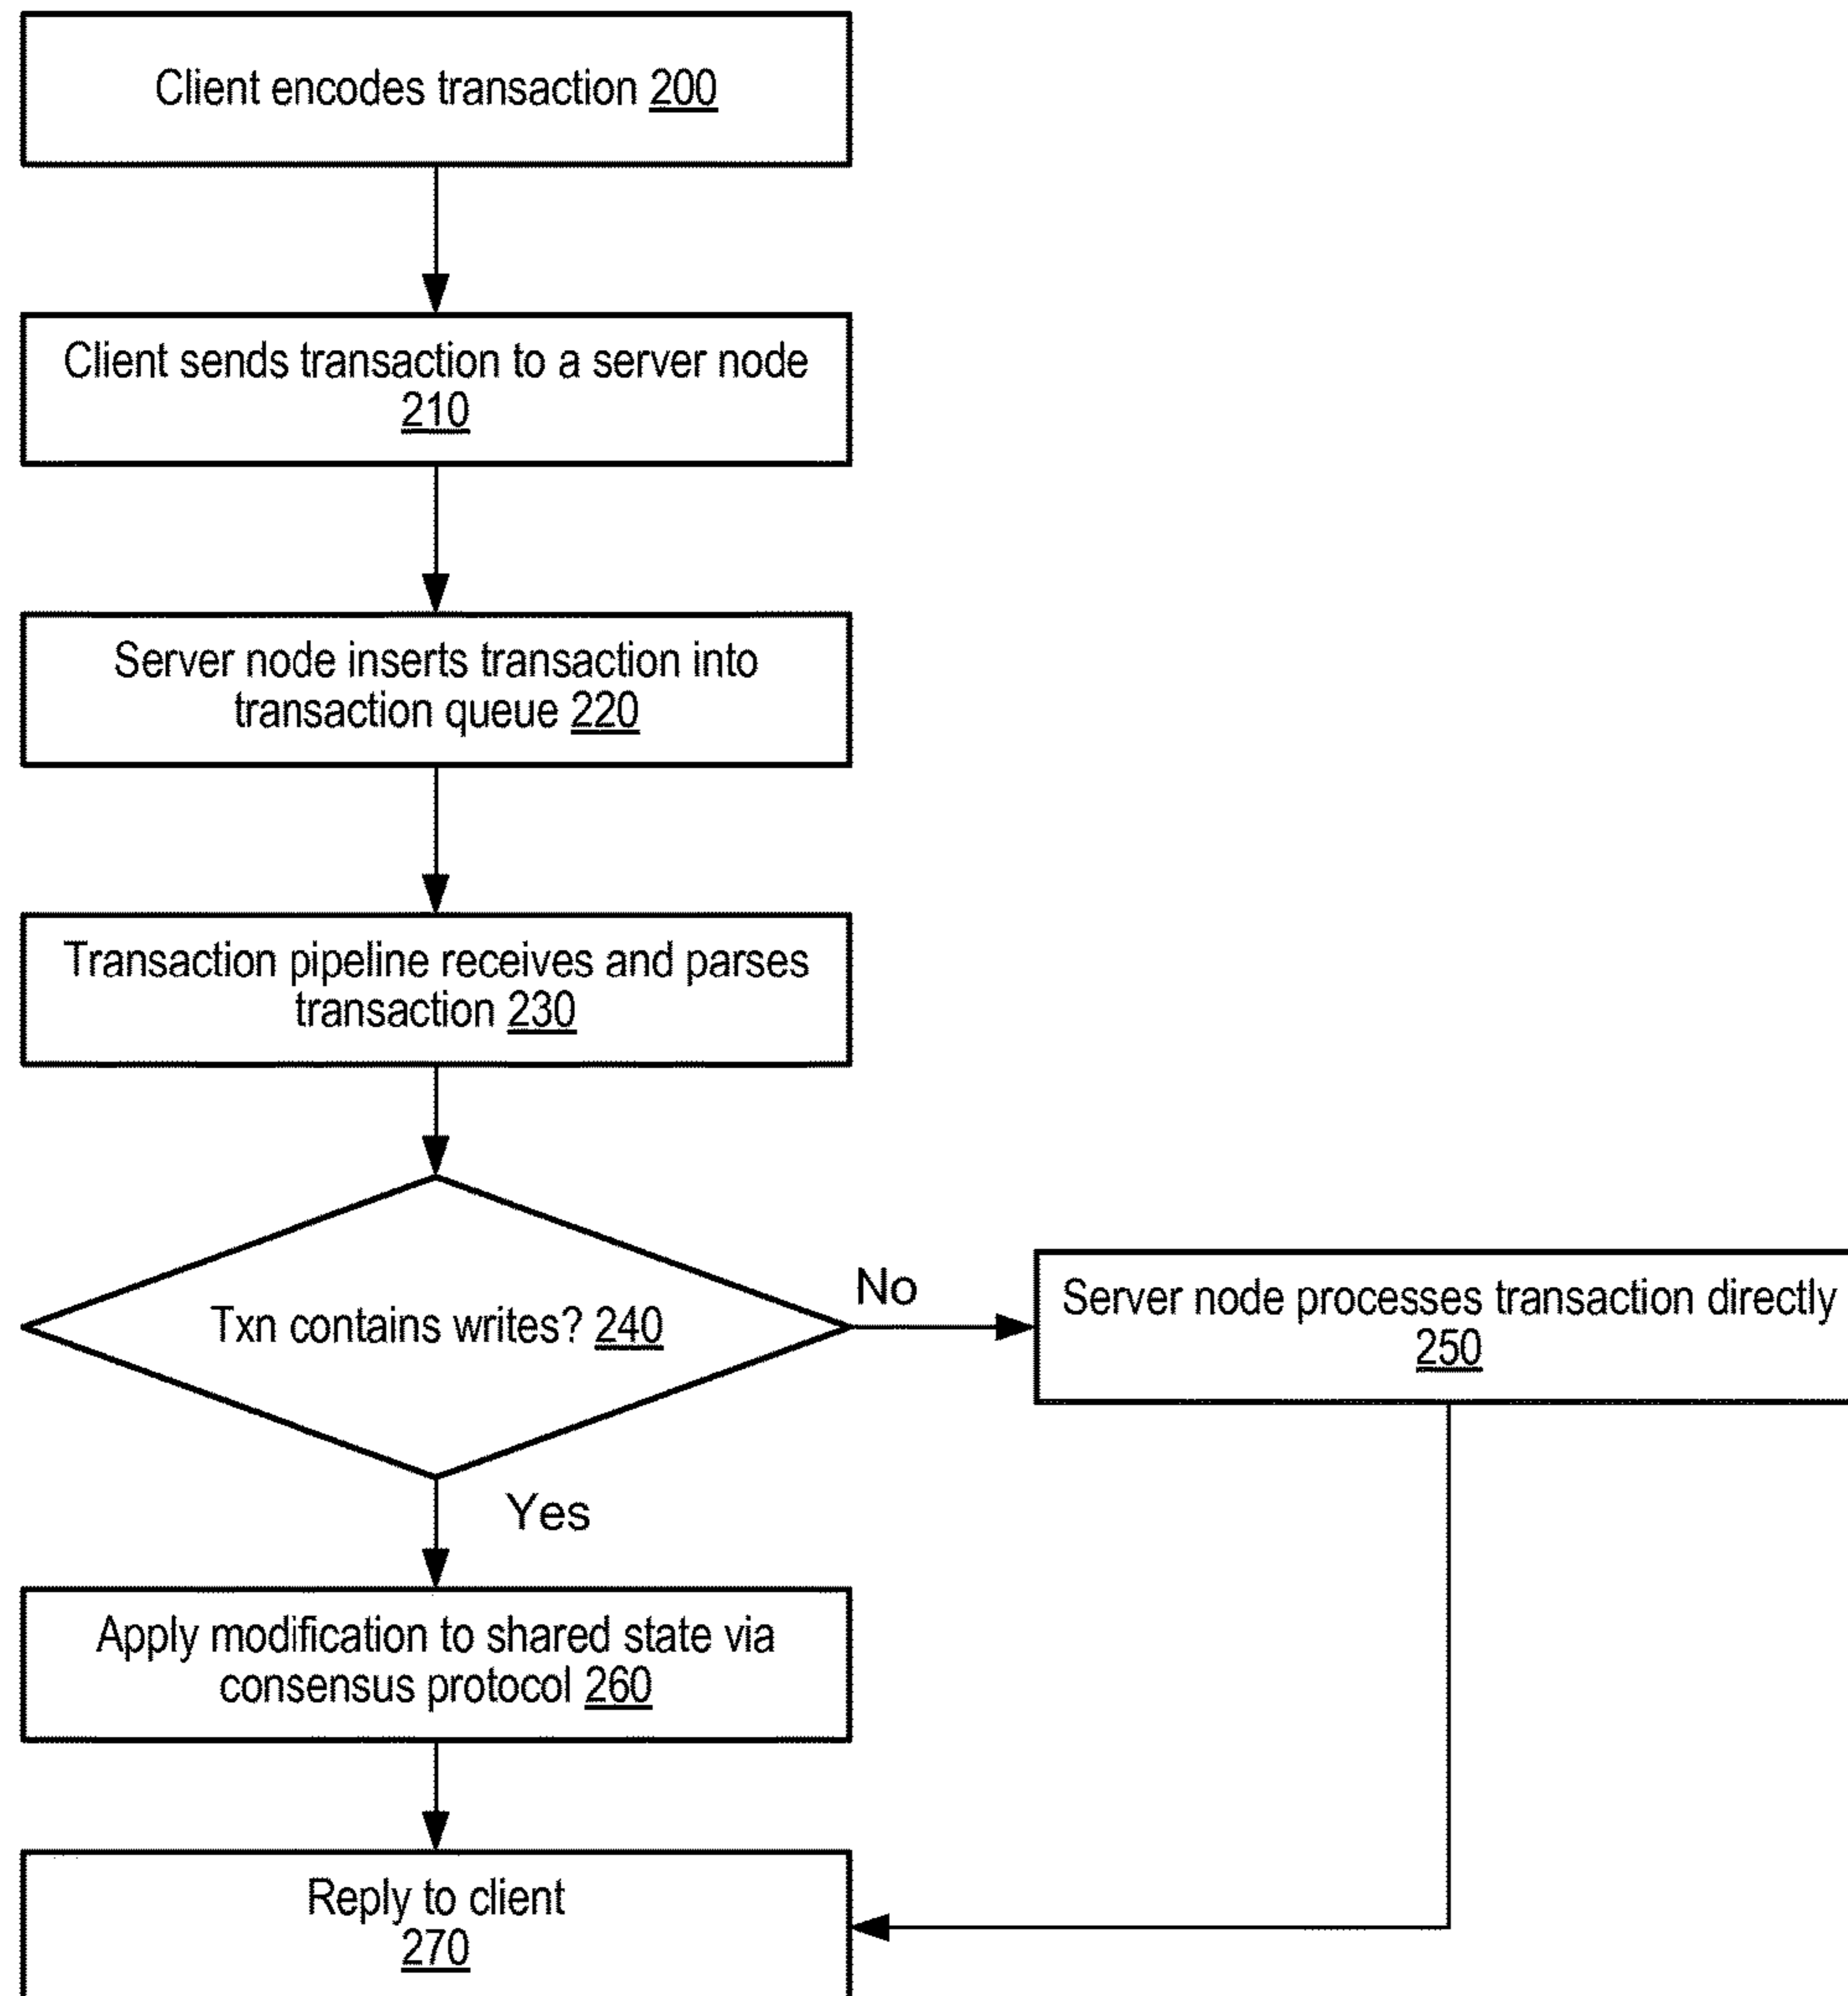 Client encodes transaction 200
Client sends transaction to a server node
210
Server node inserts transaction into
transaction queue 220
Transaction pipeline receives and parses
transaction 230
Txn contains writes? 240
No
Server node processes transaction directly
250
Yes
Apply modification to shared state via
consensus protocol 260
Reply to client
270